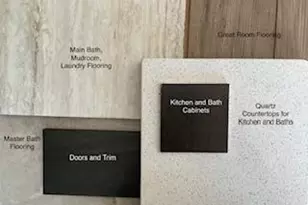 Great Room Flooring
Main Bath,
Mudroom,
Laundry Flooring
Kitchen and Bath
Cabinets
Quartz
Countertops for
Kitchen and Baths
Master Bath
Flooring
Doors and Trim